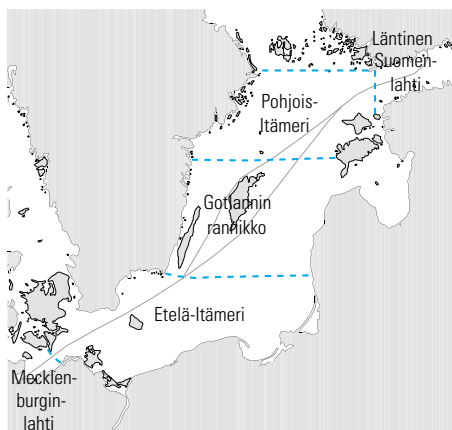 Läntinen
Suomen-
lahti
Pohjois-
Itämeri
Gotlannin
rannikko
Etelä-Itämeri
Mecklen-
burgin-
lahti